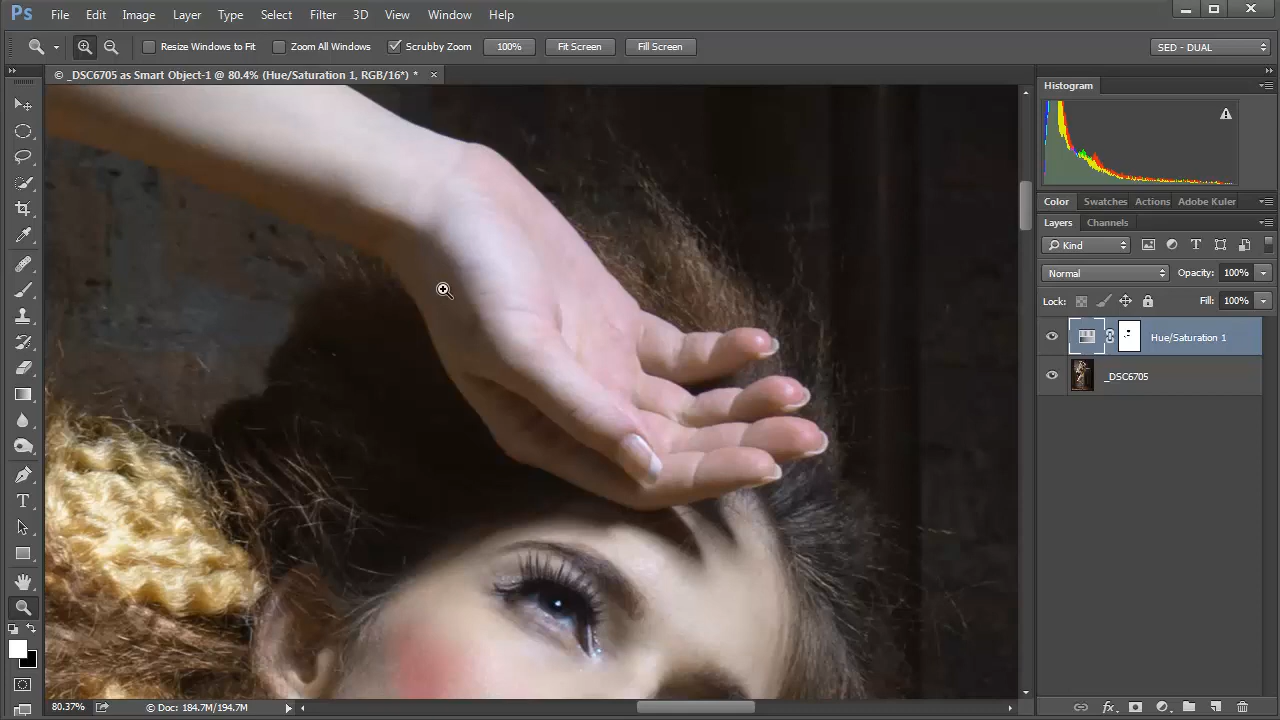 Ps File Edit Image Layer Type Select Filter 3D View Window Help
Resize Windows to Fit Zoom All Windows Scrubby Zoom 100% Fit Screen Fill Screen SED - DUAL
© _DSC6705 as Smart Object-1 @ 80.4% (Hue/Saturation 1, RGB/16*) *
Histogram
Color Swatches Actions Adobe Kuler
Layers Channels
Kind
Normal Opacity: 100%
Lock: Fill: 100%
Hue/Saturation 1
_DSC6705
80.37% © Doc: 184.7M/194.7M